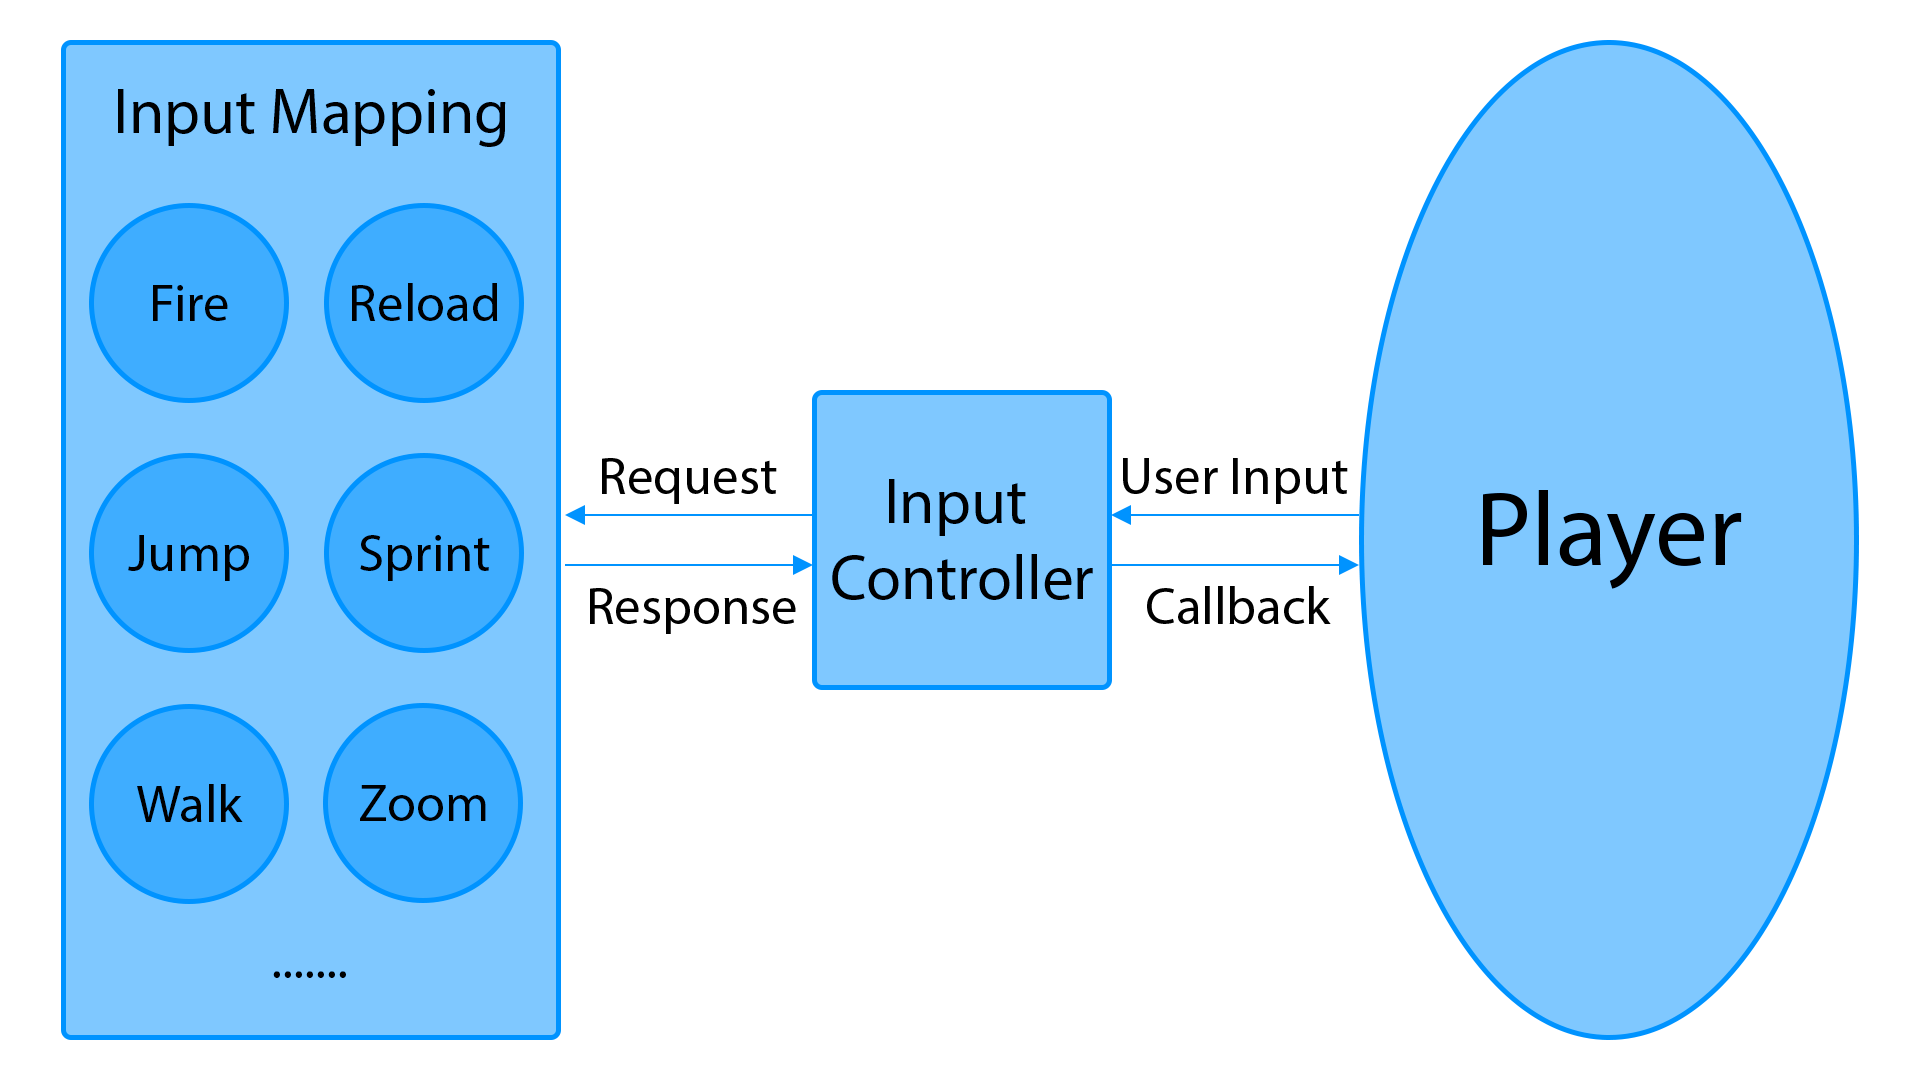 Input Mapping
Fire
Reload
Jump
Sprint
Walk
Zoom
.......
Request
Response
Input
Controller
User Input
Callback
Player